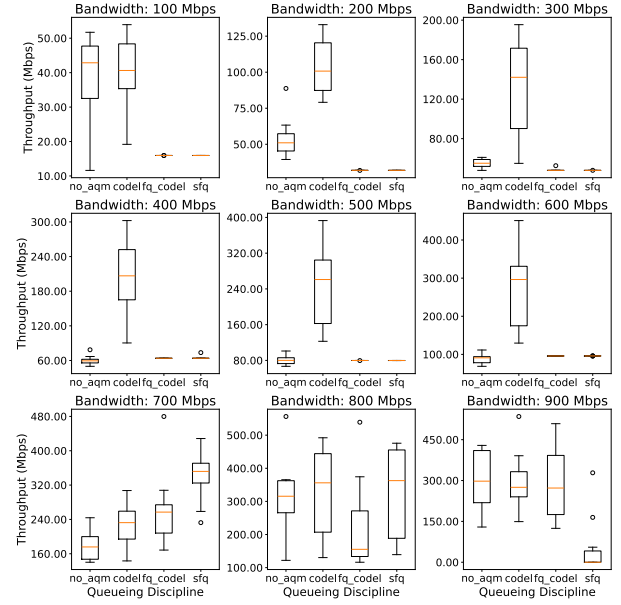 Bandwidth: 100 Mbps
Bandwidth: 200 Mbps
Bandwidth: 300 Mbps
Throughput (Mbps)
50.00
40.00
30.00
20.00
10.00
125.00
100.00
75.00
50.00
200.00
160.00
120.00
80.00
no_aqm codel fq_codel sfq
no_aqm codel fq_codel sfq
no_aqm codel fq_codel sfq
Bandwidth: 400 Mbps
Bandwidth: 500 Mbps
Bandwidth: 600 Mbps
Throughput (Mbps)
300.00
240.00
180.00
120.00
60.00
400.00
320.00
240.00
160.00
80.00
400.00
300.00
200.00
100.00
no_aqm codel fq_codel sfq
no_aqm codel fq_codel sfq
no_aqm codel fq_codel sfq
Bandwidth: 700 Mbps
Bandwidth: 800 Mbps
Bandwidth: 900 Mbps
Throughput (Mbps)
480.00
400.00
320.00
240.00
160.00
500.00
400.00
300.00
200.00
100.00
450.00
300.00
150.00
0.00
no_aqm codel fq_codel sfq
no_aqm codel fq_codel sfq
no_aqm codel fq_codel sfq
Queueing Discipline
Queueing Discipline
Queueing Discipline